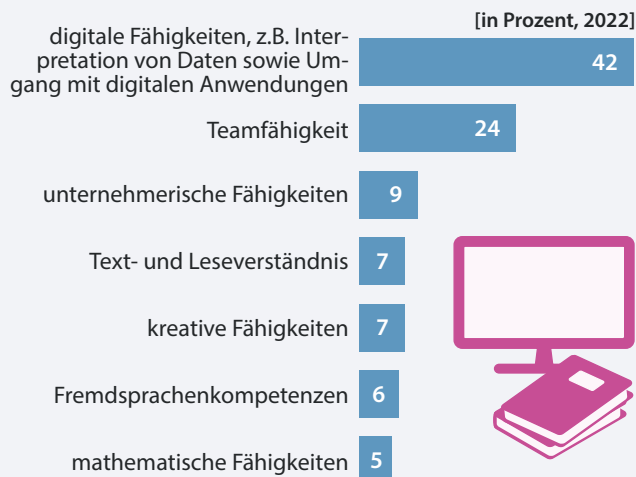 [in Prozent, 2022]
digitale Fähigkeiten, z.B. Inter-
pretation von Daten sowie Um-
gang mit digitalen Anwendungen
42
Teamfähigkeit
24
unternehmerische Fähigkeiten
9
Text- und Leseverständnis
7
kreative Fähigkeiten
7
Fremdsprachenkompetenzen
6
mathematische Fähigkeiten
5